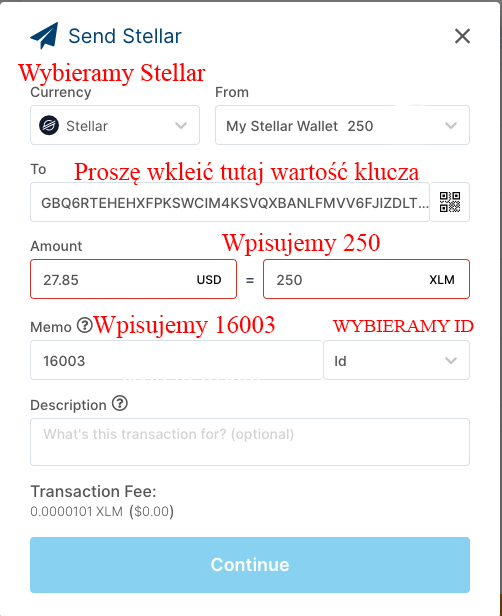 Send Stellar
Wybieramy Stellar
Currency From
Stellar My Stellar Wallet 250
To Proszę wkleić tutaj wartość klucza
GBQ6RTEHEHXFPKSWCIM4KSVQXBANLFMVV6FJIZDLT...
Amount Wpisujemy 250
27.85 USD = 250 XLM
Memo ? Wpisujemy 16003 WYBIERAMY ID
16003 Id
Description ?
What's this transaction for? (optional)
Transaction Fee:
0.0000101 XLM ($0.00)
Continue